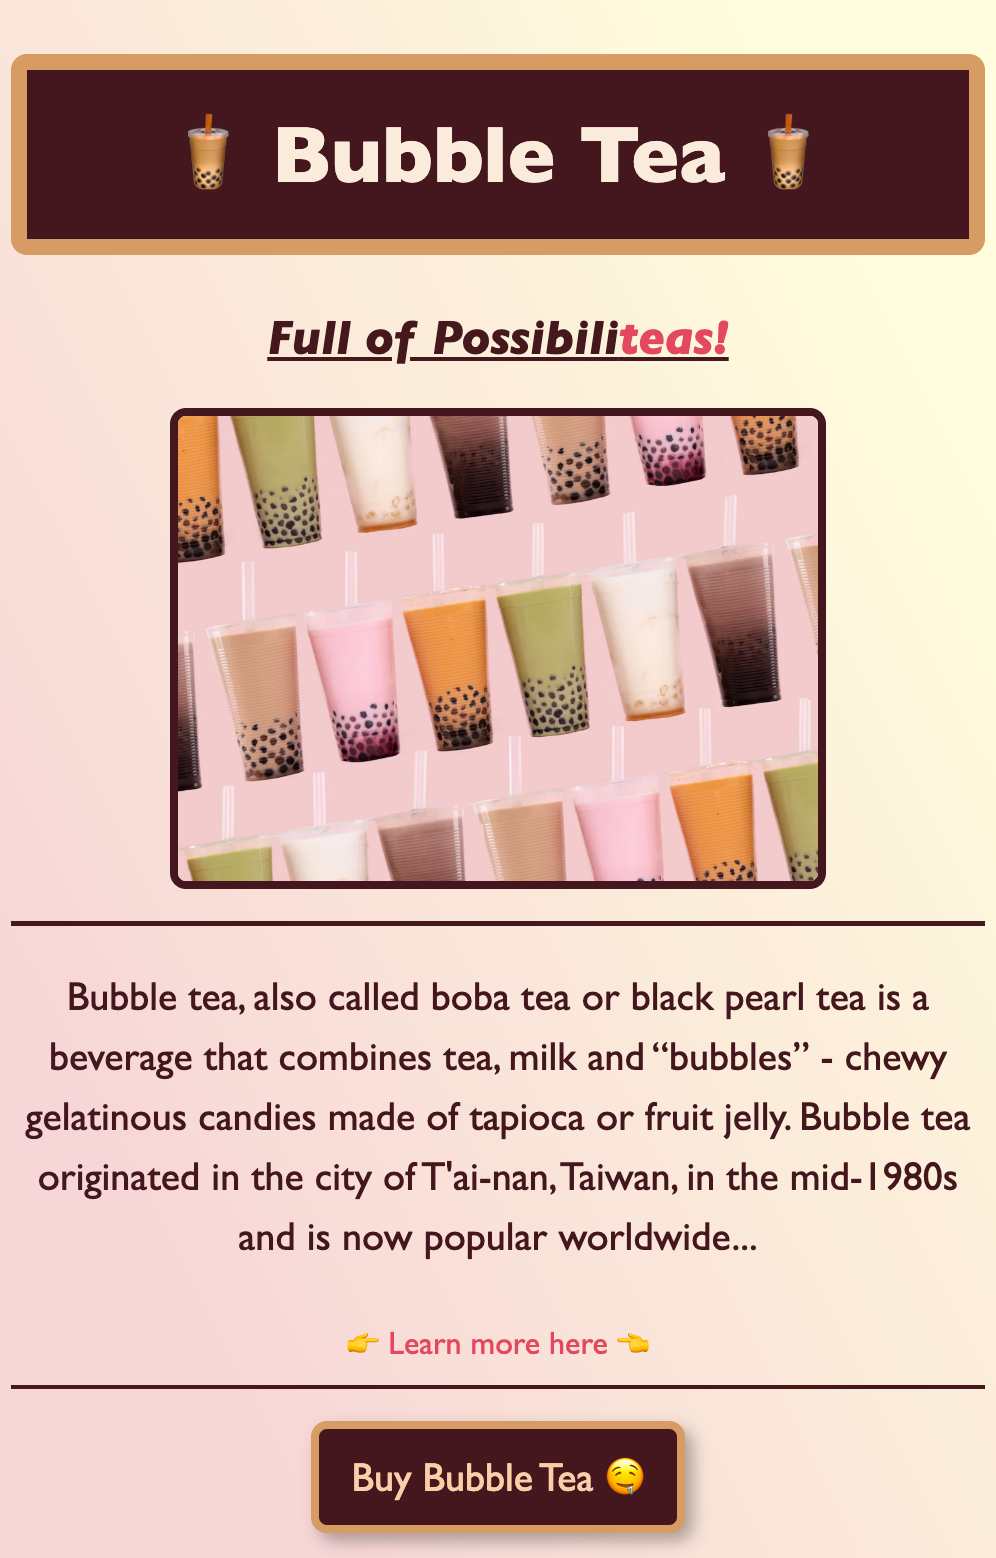 🧋 Bubble Tea 🧋
Full of Possibiliteas!
Bubble tea, also called boba tea or black pearl tea is a
beverage that combines tea, milk and “bubbles” - chewy
gelatinous candies made of tapioca or fruit jelly. Bubble tea
originated in the city of T'ai-nan, Taiwan, in the mid-1980s
and is now popular worldwide...
👉 Learn more here 👈
Buy Bubble Tea 🤤